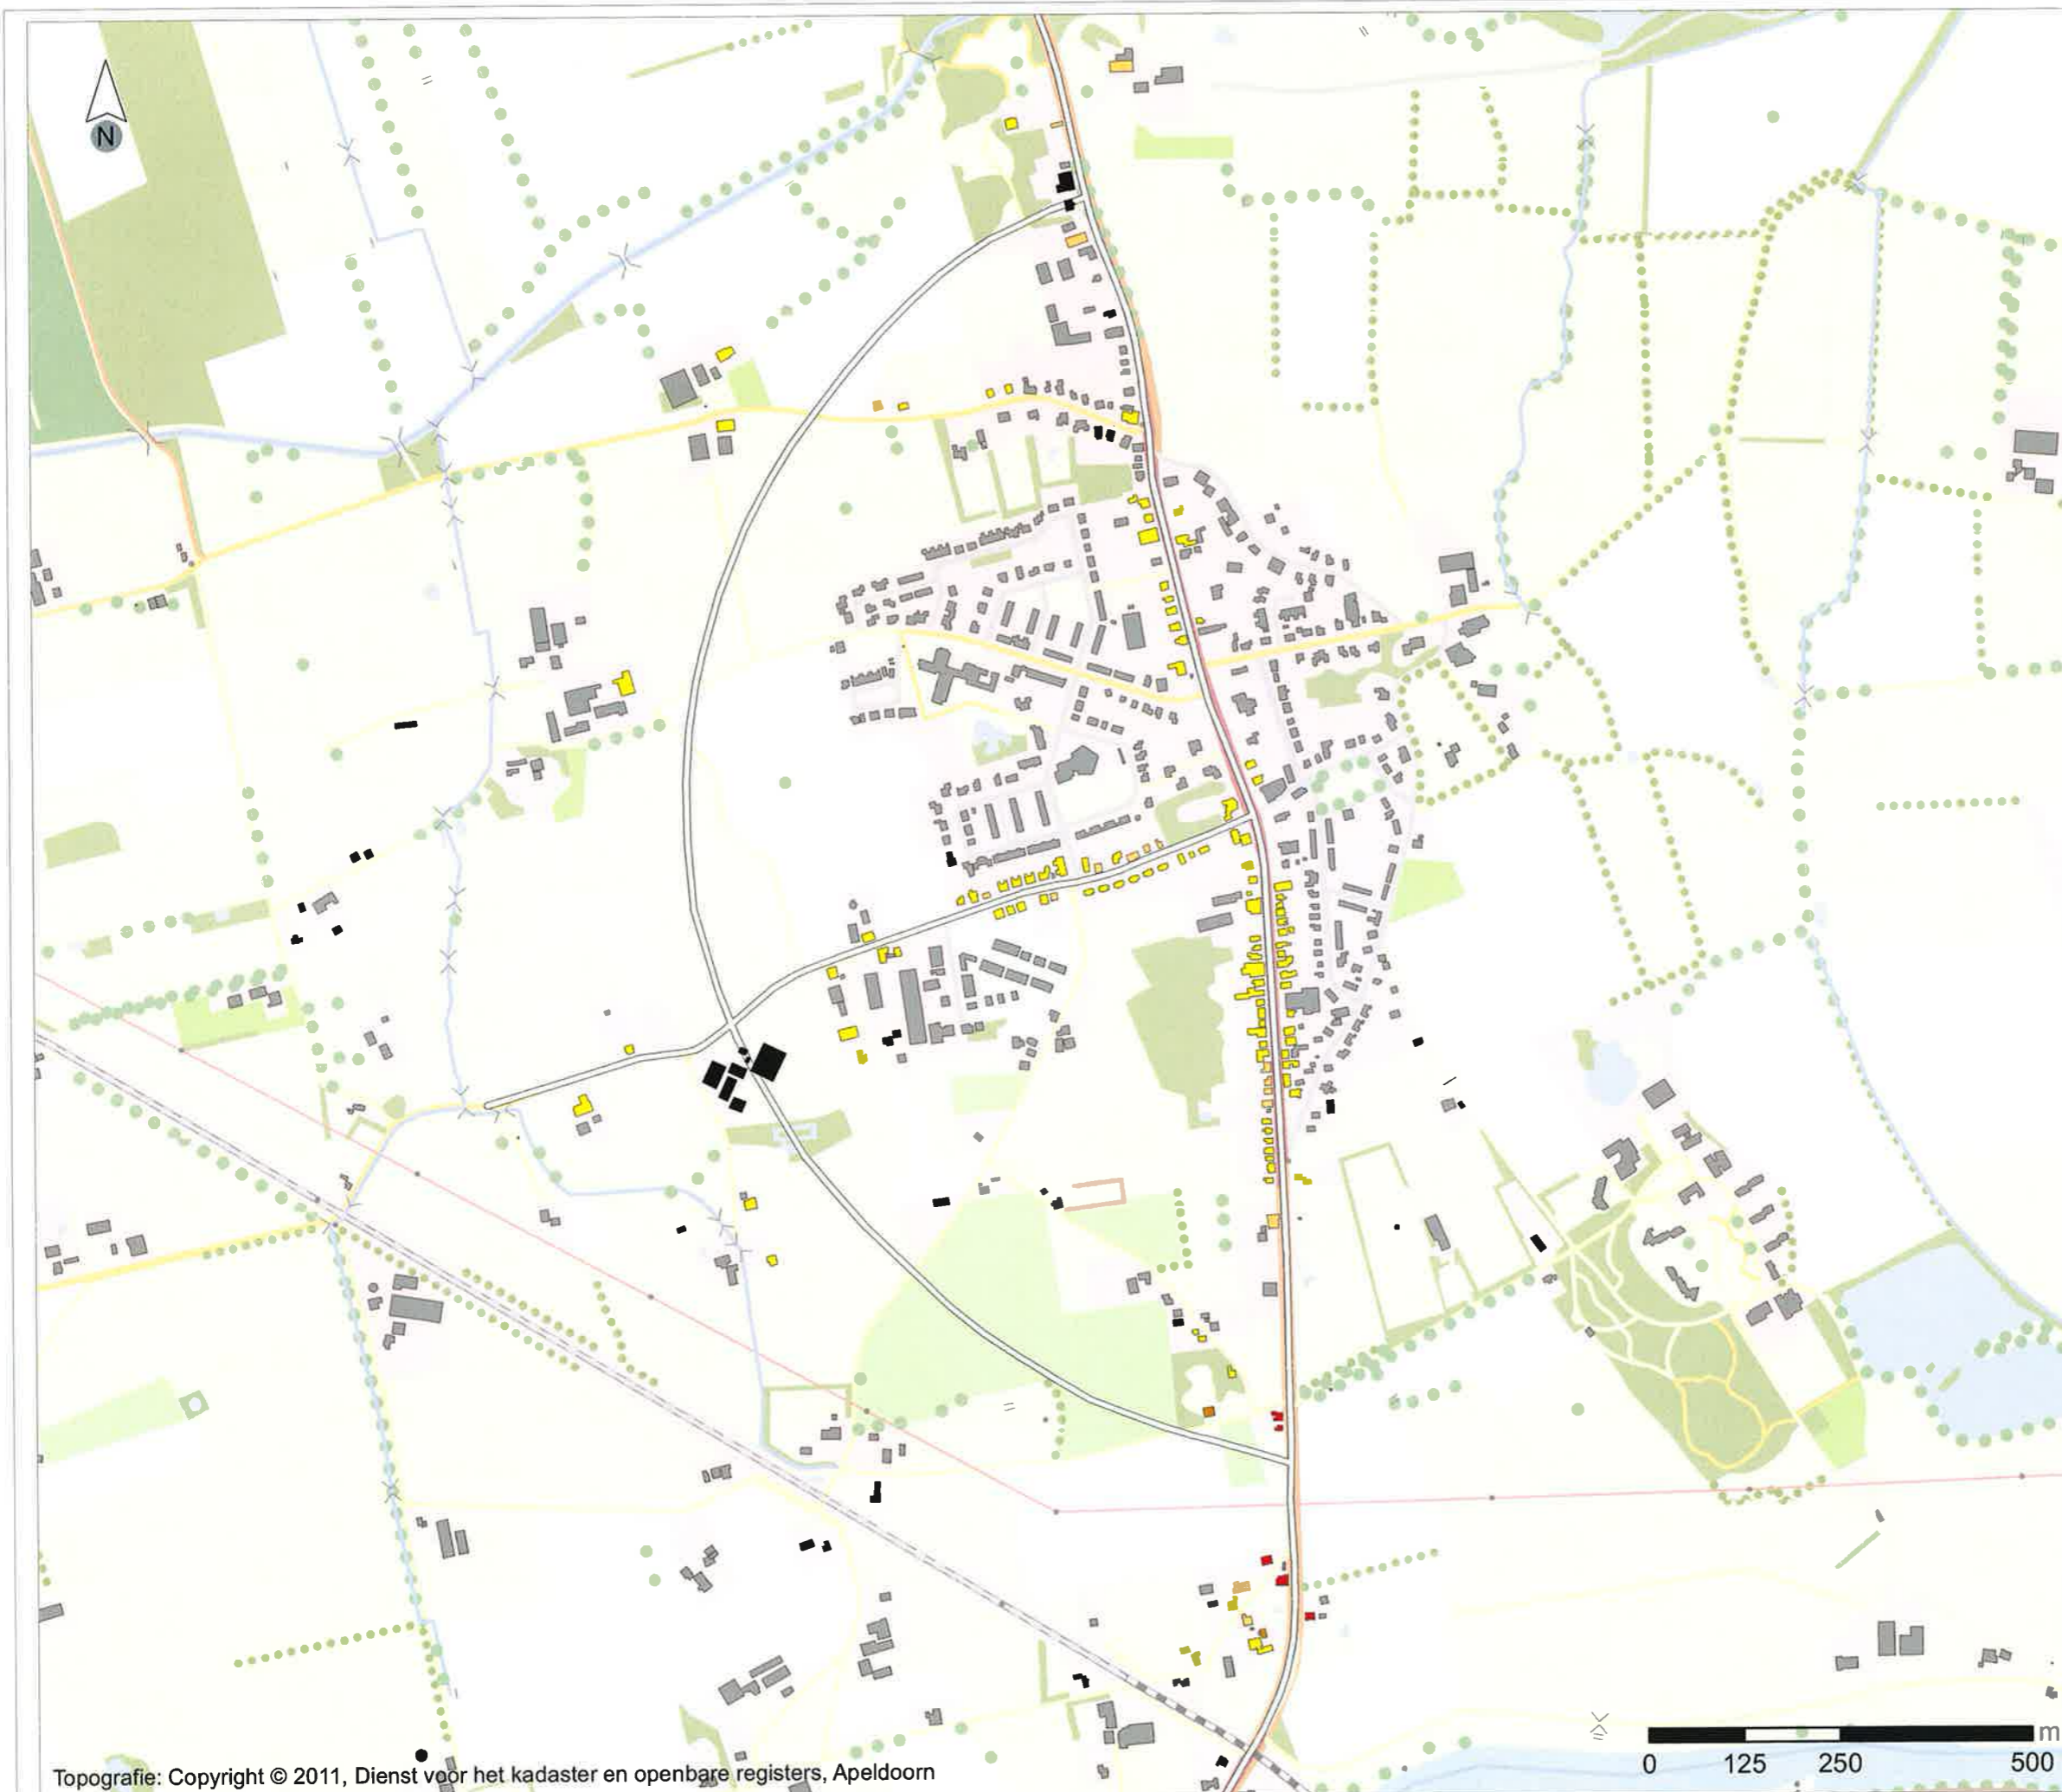 N
m
0 125 250 500
Topografie: Copyright © 2011, Dienst voor het kadaster en openbare registers, Apeldoorn